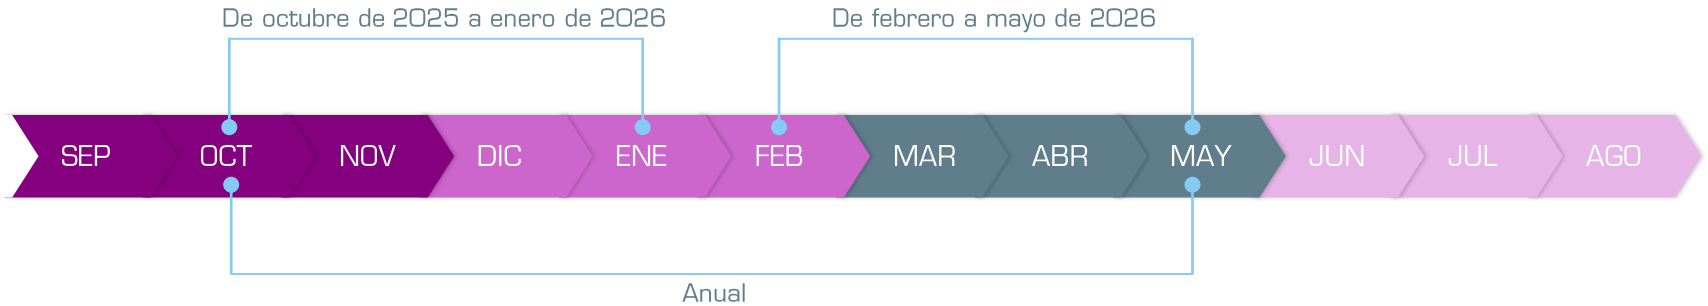 De octubre de 2025 a enero de 2026
De febrero a mayo de 2026
SEP
OCT
NOV
DIC
ENE
FEB
MAR
ABR
MAY
JUN
JUL
AGO
Anual